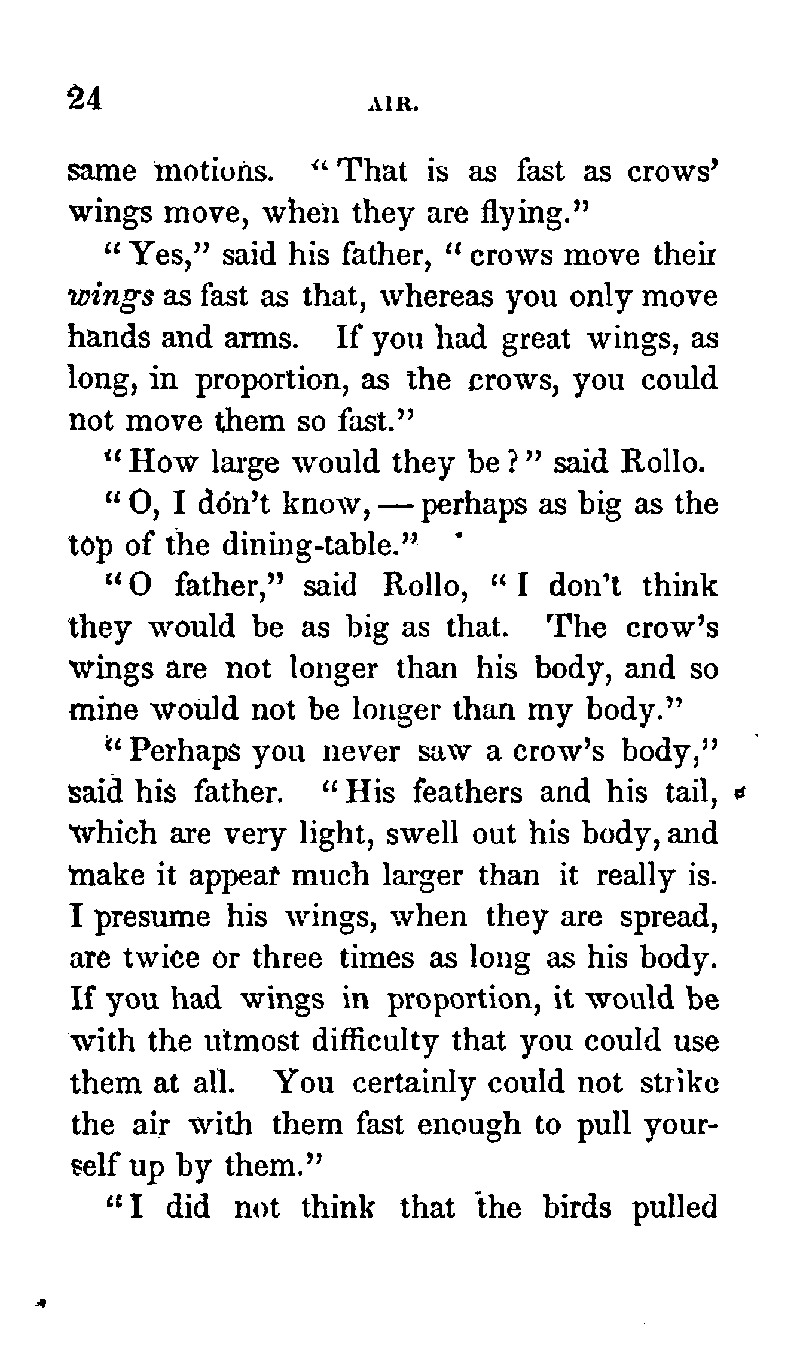 24 AIR.
same motions. “ That is as fast as crows’
wings move, when they are flying.”
“ Yes,” said his father, “ crows move their
wings as fast as that, whereas you only move
hands and arms. If you had great wings, as
long, in proportion, as the crows, you could
not move them so fast.”
“ How large would they be ? ” said Rollo.
“ O, I don’t know, — perhaps as big as the
top of the dining-table.”
“ O father,” said Rollo, “ I don’t think
they would be as big as that. The crow’s
wings are not longer than his body, and so
mine would not be longer than my body.”
“ Perhaps you never saw a crow’s body,”
said his father. “ His feathers and his tail,
which are very light, swell out his body, and
make it appear much larger than it really is.
I presume his wings, when they are spread,
are twice or three times as long as his body.
If you had wings in proportion, it would be
with the utmost difficulty that you could use
them at all. You certainly could not strike
the air with them fast enough to pull your-
self up by them.”
“ I did not think that the birds pulled